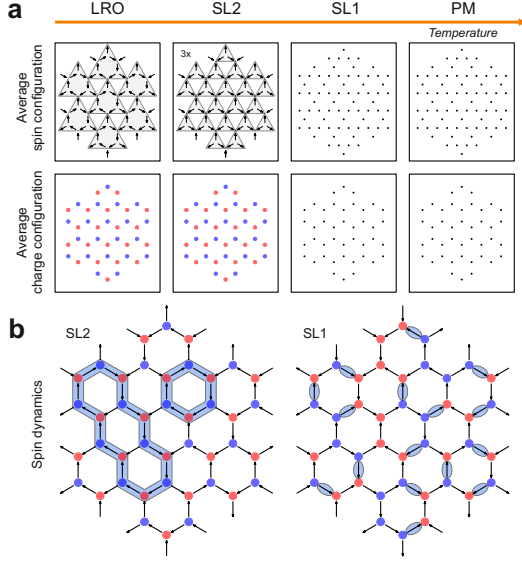 a
LRO
SL2
SL1
PM
Temperature
Average
spin configuration
3x
Average
charge configuration
b
SL2
SL1
Spin dynamics